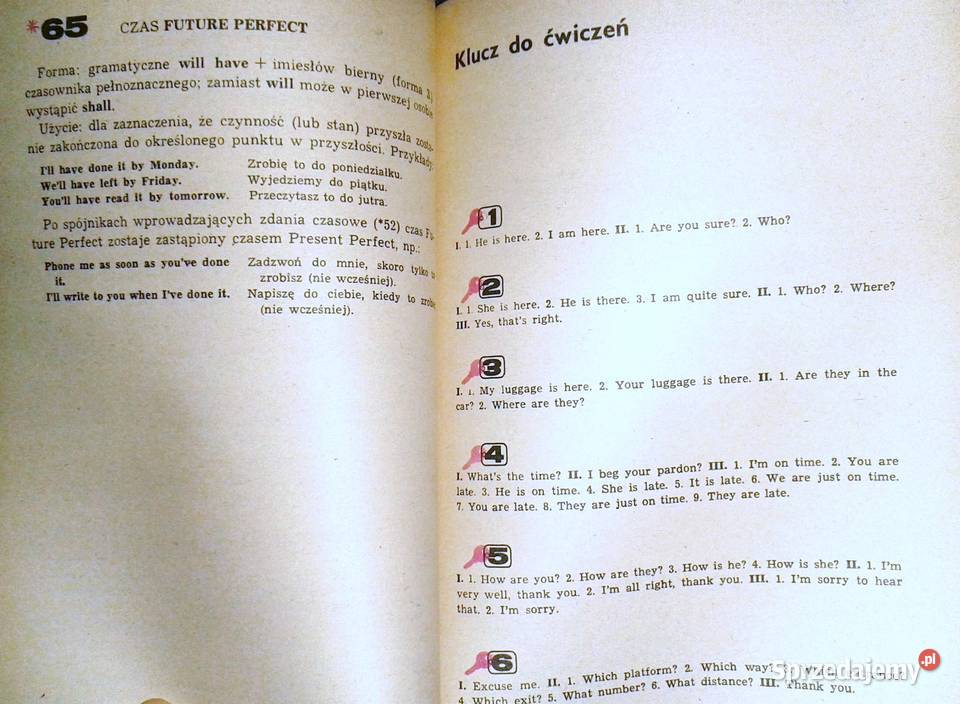 *65 CZAS FUTURE PERFECT
Forma: gramatyczne will have + imiesłów bierny (forma 3)
czasownika pełnoznacznego; zamiast will może w pierwszej osobie
wystąpić shall.
Użycie: dla zaznaczenia, że czynność (lub stan) przyszła zosta-
nie zakończona do określonego punktu w przyszłości. Przykłady:
I'll have done it by Monday. Zrobię to do poniedziałku.
We'll have left by Friday. Wyjedziemy do piątku.
You'll have read it by tomorrow. Przeczytasz to do jutra.
Po spójnikach wprowadzających zdania czasowe (*52) czas Fu-
ture Perfect zostaje zastąpiony czasem Present Perfect, np.:
Phone me as soon as you've done Zadzwoń do mnie, skoro tylko to
it. zrobisz (nie wcześniej).
I'll write to you when I've done it. Napiszę do ciebie, kiedy to zrobię
(nie wcześniej).
Klucz do ćwiczeń
1
I. 1. He is here. 2. I am here. II. 1. Are you sure? 2. Who?
2
I. 1. She is here. 2. He is there. 3. I am quite sure. II. 1. Who? 2. Where?
III. Yes, that's right.
3
I. 1. My luggage is here. 2. Your luggage is there. II. 1. Are they in the
car? 2. Where are they?
4
I. What's the time? II. I beg your pardon? III. 1. I'm on time. 2. You are
late. 3. He is on time. 4. She is late. 5. It is late. 6. We are just on time.
7. You are late. 8. They are just on time. 9. They are late.
5
I. 1. How are you? 2. How are they? 3. How is he? 4. How is she? II. 1. I'm
very well, thank you. 2. I'm all right, thank you. III. 1. I'm sorry to hear
that. 2. I'm sorry.
6
I. Excuse me. II. 1. Which platform? 2. Which way? 3.
4. Which exit? 5. What number? 6. What distance? III. Thank you.
Sprzedajemy.pl